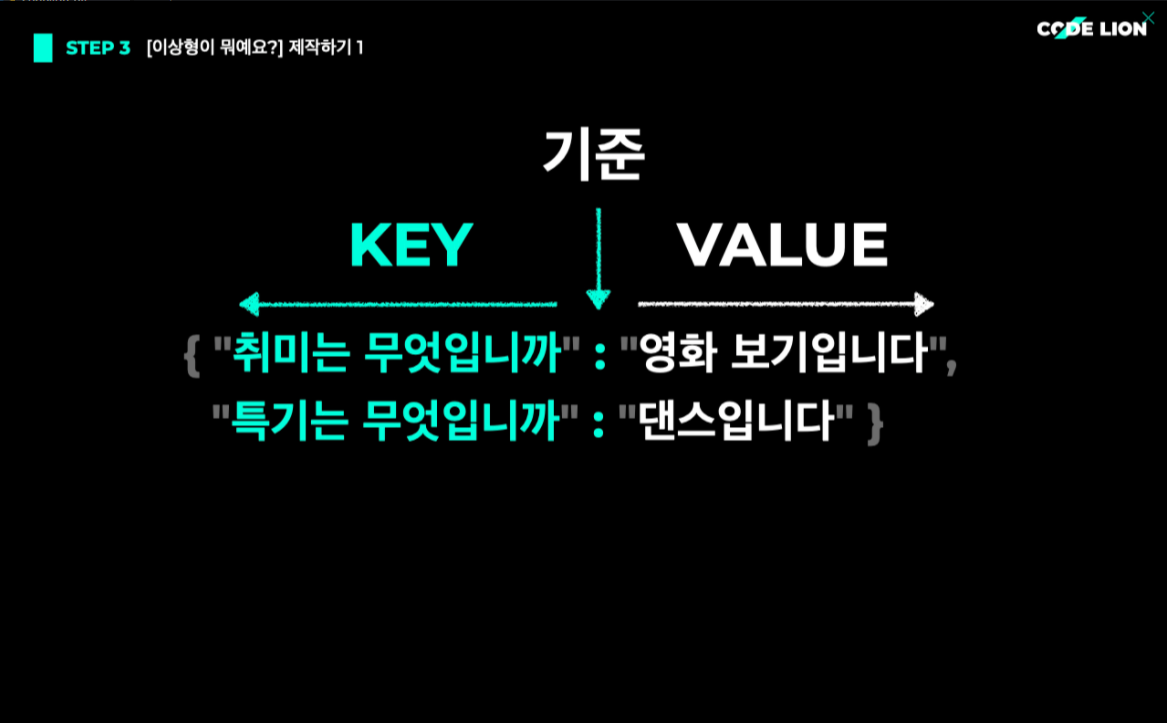 STEP 3 [이상형이 뭐예요?] 제작하기 1
CODE LION
기준
KEY VALUE
{ "취미는 무엇입니까" : "영화 보기입니다",
"특기는 무엇입니까" : "댄스입니다" }